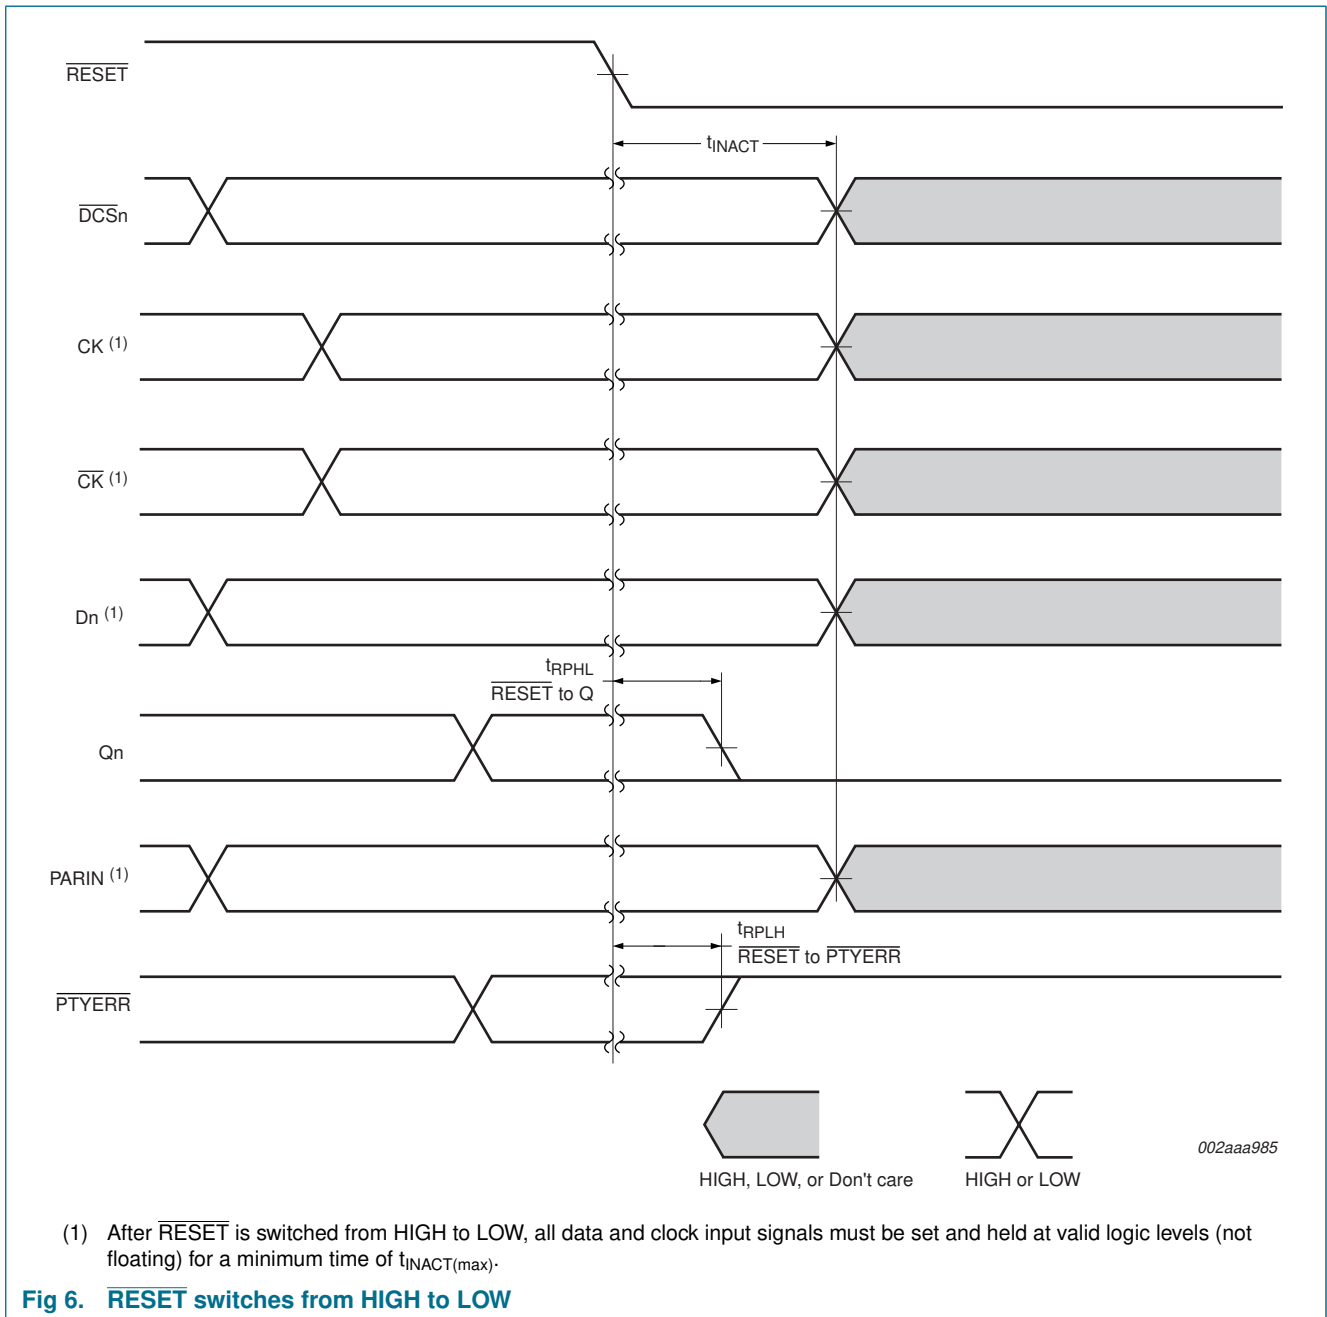 RESET
tINACT
DCSn
CK (1)
CK (1)
Dn (1)
tRPHL
RESET to Q
Qn
PARIN (1)
tRPLH
RESET to PTYERR
PTYERR
HIGH, LOW, or Don't care
HIGH or LOW
002aaa985
(1) After RESET is switched from HIGH to LOW, all data and clock input signals must be set and held at valid logic levels (not
floating) for a minimum time of tINACT(max).
Fig 6. RESET switches from HIGH to LOW